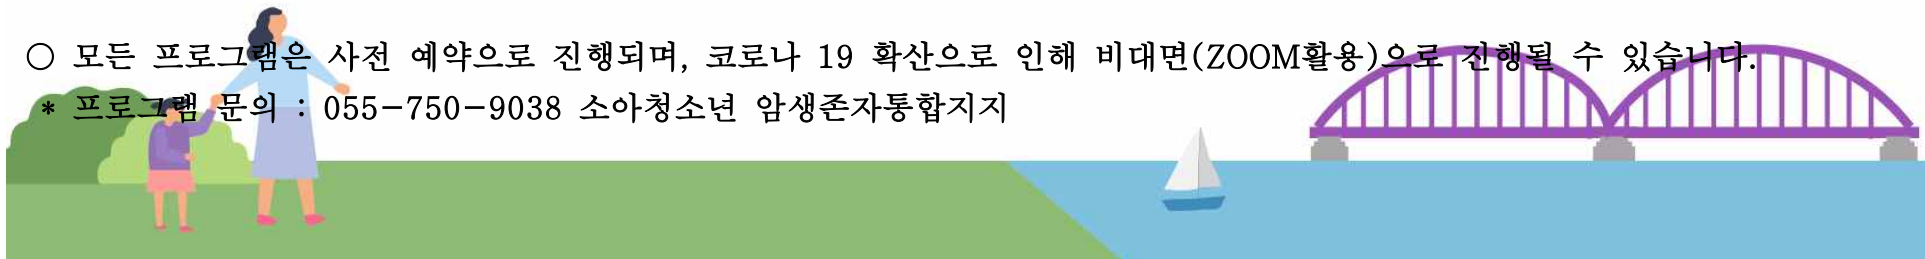 ○ 모든 프로그램은 사전 예약으로 진행되며, 코로나 19 확산으로 인해 비대면(ZOOM활용)으로 진행될 수 있습니다.
* 프로그램 문의 : 055-750-9038 소아청소년 암생존자통합지지